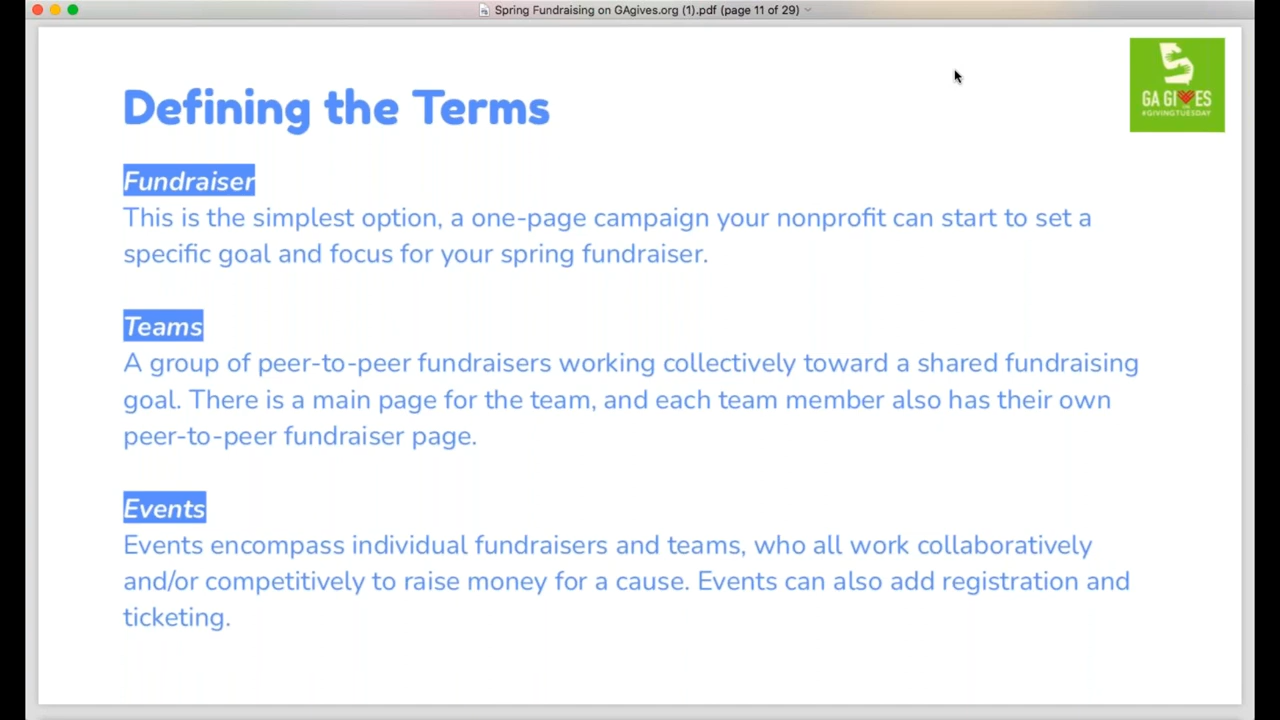 Spring Fundraising on GAgives.org (1).pdf (page 11 of 29)
GA GIVES
#GIVINGTUESDAY
Defining the Terms
Fundraiser
This is the simplest option, a one-page campaign your nonprofit can start to set a
specific goal and focus for your spring fundraiser.
Teams
A group of peer-to-peer fundraisers working collectively toward a shared fundraising
goal. There is a main page for the team, and each team member also has their own
peer-to-peer fundraiser page.
Events
Events encompass individual fundraisers and teams, who all work collaboratively
and/or competitively to raise money for a cause. Events can also add registration and
ticketing.